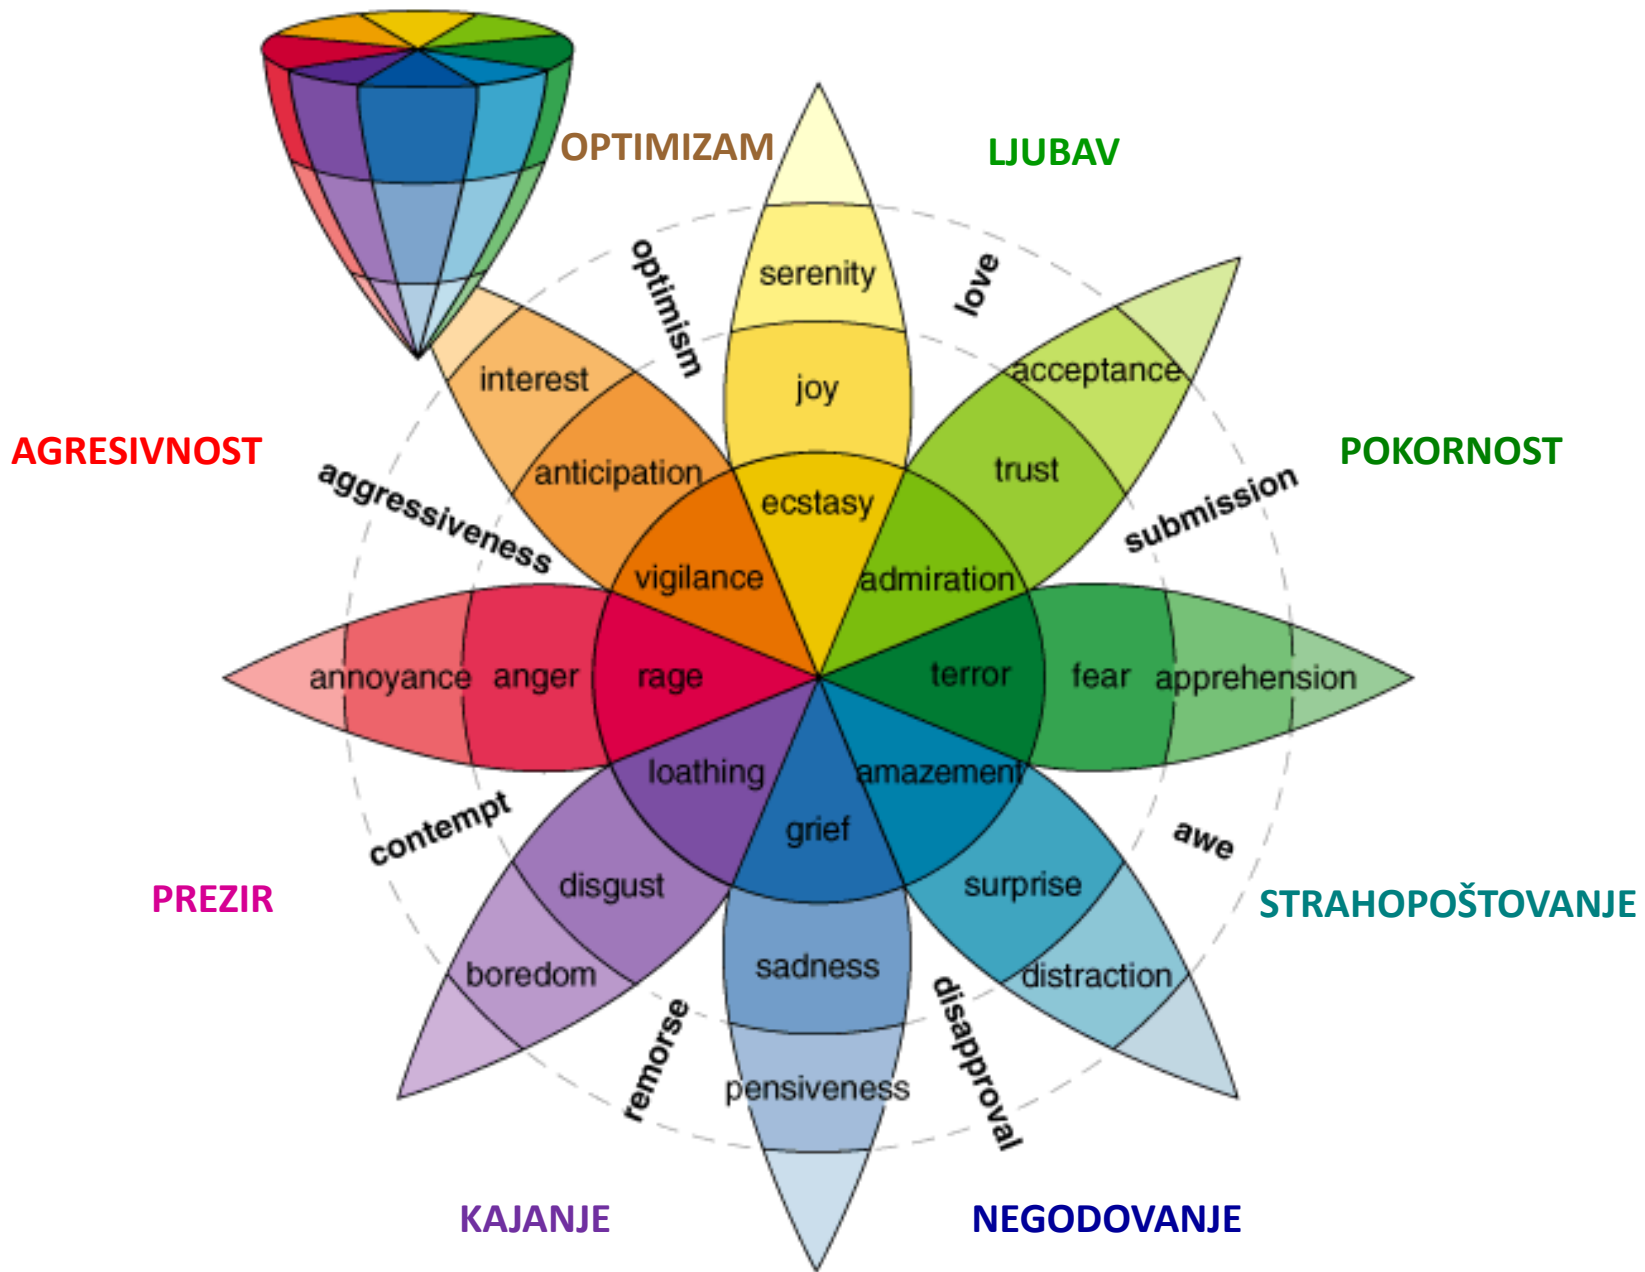 OPTIMIZAM
LJUBAV
optimism
serenity
love
interest
joy
acceptance
AGRESIVNOST
aggressiveness
anticipation
ecstasy
trust
submission
POKORNOST
vigilance
admiration
annoyance
anger
rage
terror
fear
apprehension
contempt
loathing
grief
amazement
awe
PREZIR
disgust
surprise
STRAHOPOŠTOVANJE
boredom
sadness
distraction
remorse
pensiveness
disapproval
KAJANJE
NEGODOVANJE